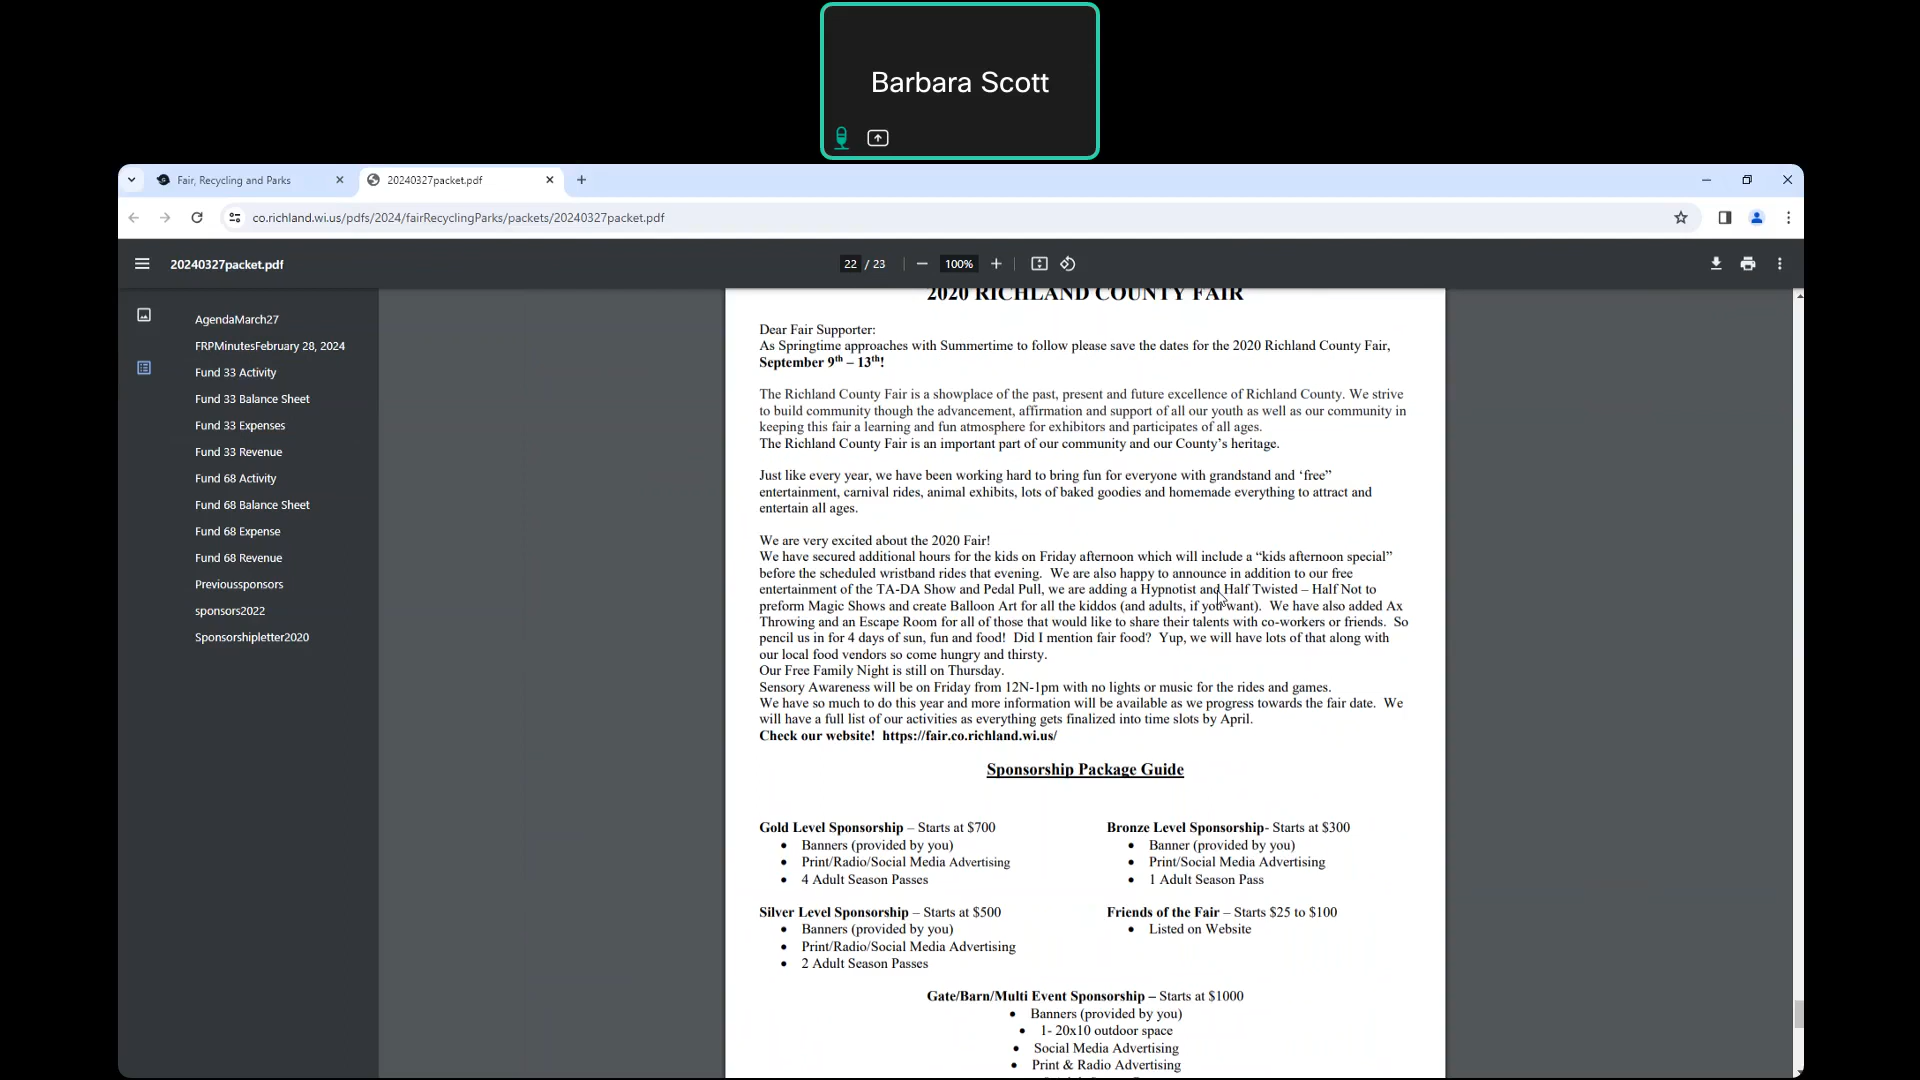 Barbara Scott
Fair, Recycling and Parks
20240327packet.pdf
co.richland.wi.us/pdfs/2024/fairRecyclingParks/packets/20240327packet.pdf
20240327packet.pdf
22 / 23
100%
AgendaMarch27
FRPMinutesFebruary 28, 2024
Fund 33 Activity
Fund 33 Balance Sheet
Fund 33 Expenses
Fund 33 Revenue
Fund 68 Activity
Fund 68 Balance Sheet
Fund 68 Expense
Fund 68 Revenue
Previoussponsors
sponsors2022
Sponsorshipletter2020
2020 RICHLAND COUNTY FAIR
Dear Fair Supporter:
As Springtime approaches with Summertime to follow please save the dates for the 2020 Richland County Fair,
September 9th – 13th!
The Richland County Fair is a showplace of the past, present and future excellence of Richland County. We strive
to build community though the advancement, affirmation and support of all our youth as well as our community in
keeping this fair a learning and fun atmosphere for exhibitors and participates of all ages.
The Richland County Fair is an important part of our community and our County’s heritage.
Just like every year, we have been working hard to bring fun for everyone with grandstand and ‘free”
entertainment, carnival rides, animal exhibits, lots of baked goodies and homemade everything to attract and
entertain all ages.
We are very excited about the 2020 Fair!
We have secured additional hours for the kids on Friday afternoon which will include a “kids afternoon special”
before the scheduled wristband rides that evening. We are also happy to announce in addition to our free
entertainment of the TA-DA Show and Pedal Pull, we are adding a Hypnotist and Half Twisted – Half Not to
preform Magic Shows and create Balloon Art for all the kiddos (and adults, if you want). We have also added Ax
Throwing and an Escape Room for all of those that would like to share their talents with co-workers or friends. So
pencil us in for 4 days of sun, fun and food! Did I mention fair food? Yup, we will have lots of that along with
our local food vendors so come hungry and thirsty.
Our Free Family Night is still on Thursday.
Sensory Awareness will be on Friday from 12N-1pm with no lights or music for the rides and games.
We have so much to do this year and more information will be available as we progress towards the fair date. We
will have a full list of our activities as everything gets finalized into time slots by April.
Check our website! https://fair.co.richland.wi.us/
Sponsorship Package Guide
Gold Level Sponsorship – Starts at $700
• Banners (provided by you)
• Print/Radio/Social Media Advertising
• 4 Adult Season Passes
Bronze Level Sponsorship- Starts at $300
• Banner (provided by you)
• Print/Social Media Advertising
• 1 Adult Season Pass
Silver Level Sponsorship – Starts at $500
• Banners (provided by you)
• Print/Radio/Social Media Advertising
• 2 Adult Season Passes
Friends of the Fair – Starts $25 to $100
• Listed on Website
Gate/Barn/Multi Event Sponsorship – Starts at $1000
• Banners (provided by you)
• 1- 20x10 outdoor space
• Social Media Advertising
• Print & Radio Advertising